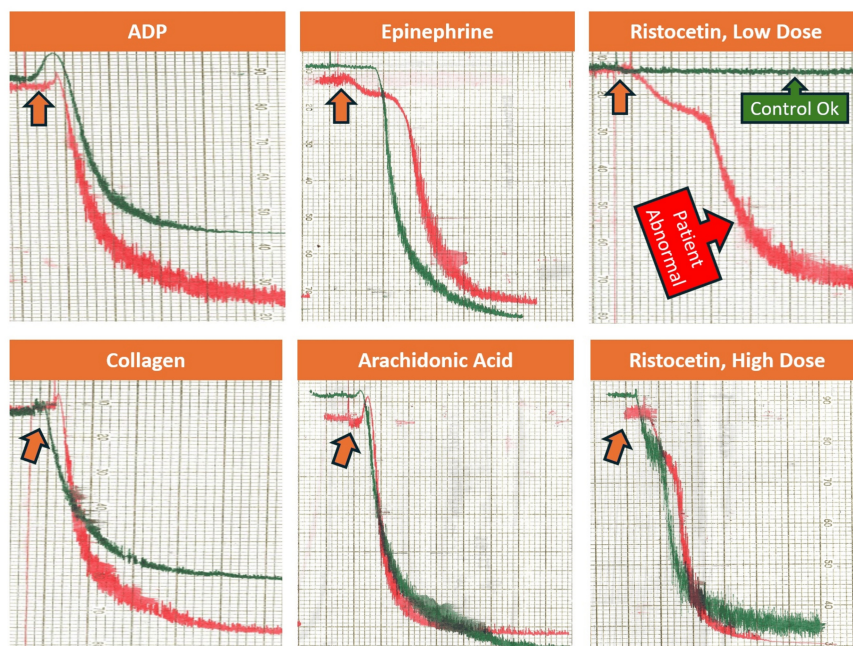 ADP
Epinephrine
Ristocetin, Low Dose
Control Ok
Patient
Abnormal
Collagen
Arachidonic Acid
Ristocetin, High Dose